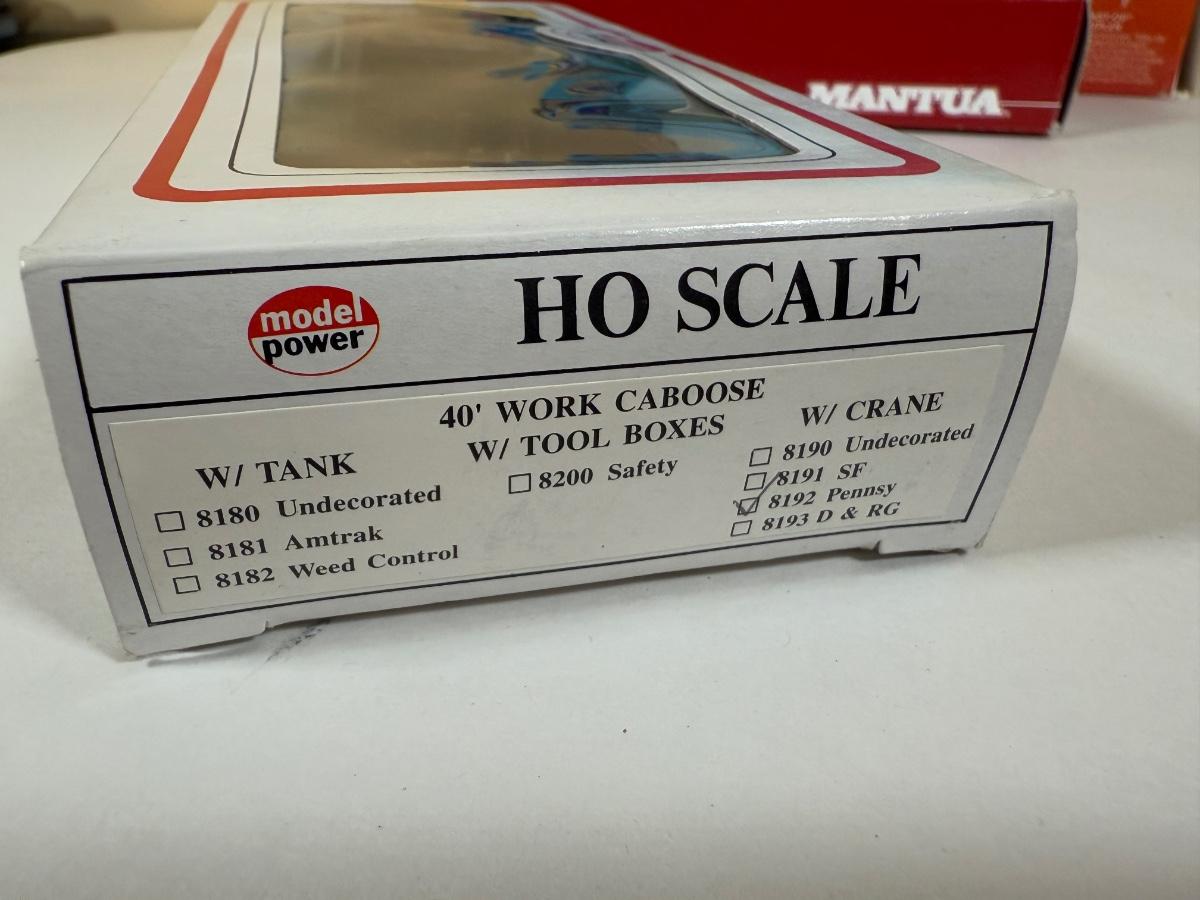 MANTUA
model
power
HO SCALE
40' WORK CABOOSE
W/ TANK
8180 Undecorated
8181 Amtrak
8182 Weed Control
W/ TOOL BOXES
8200 Safety
W/ CRANE
8190 Undecorated
8191 SF
8192 Pennsy
8193 D & RG